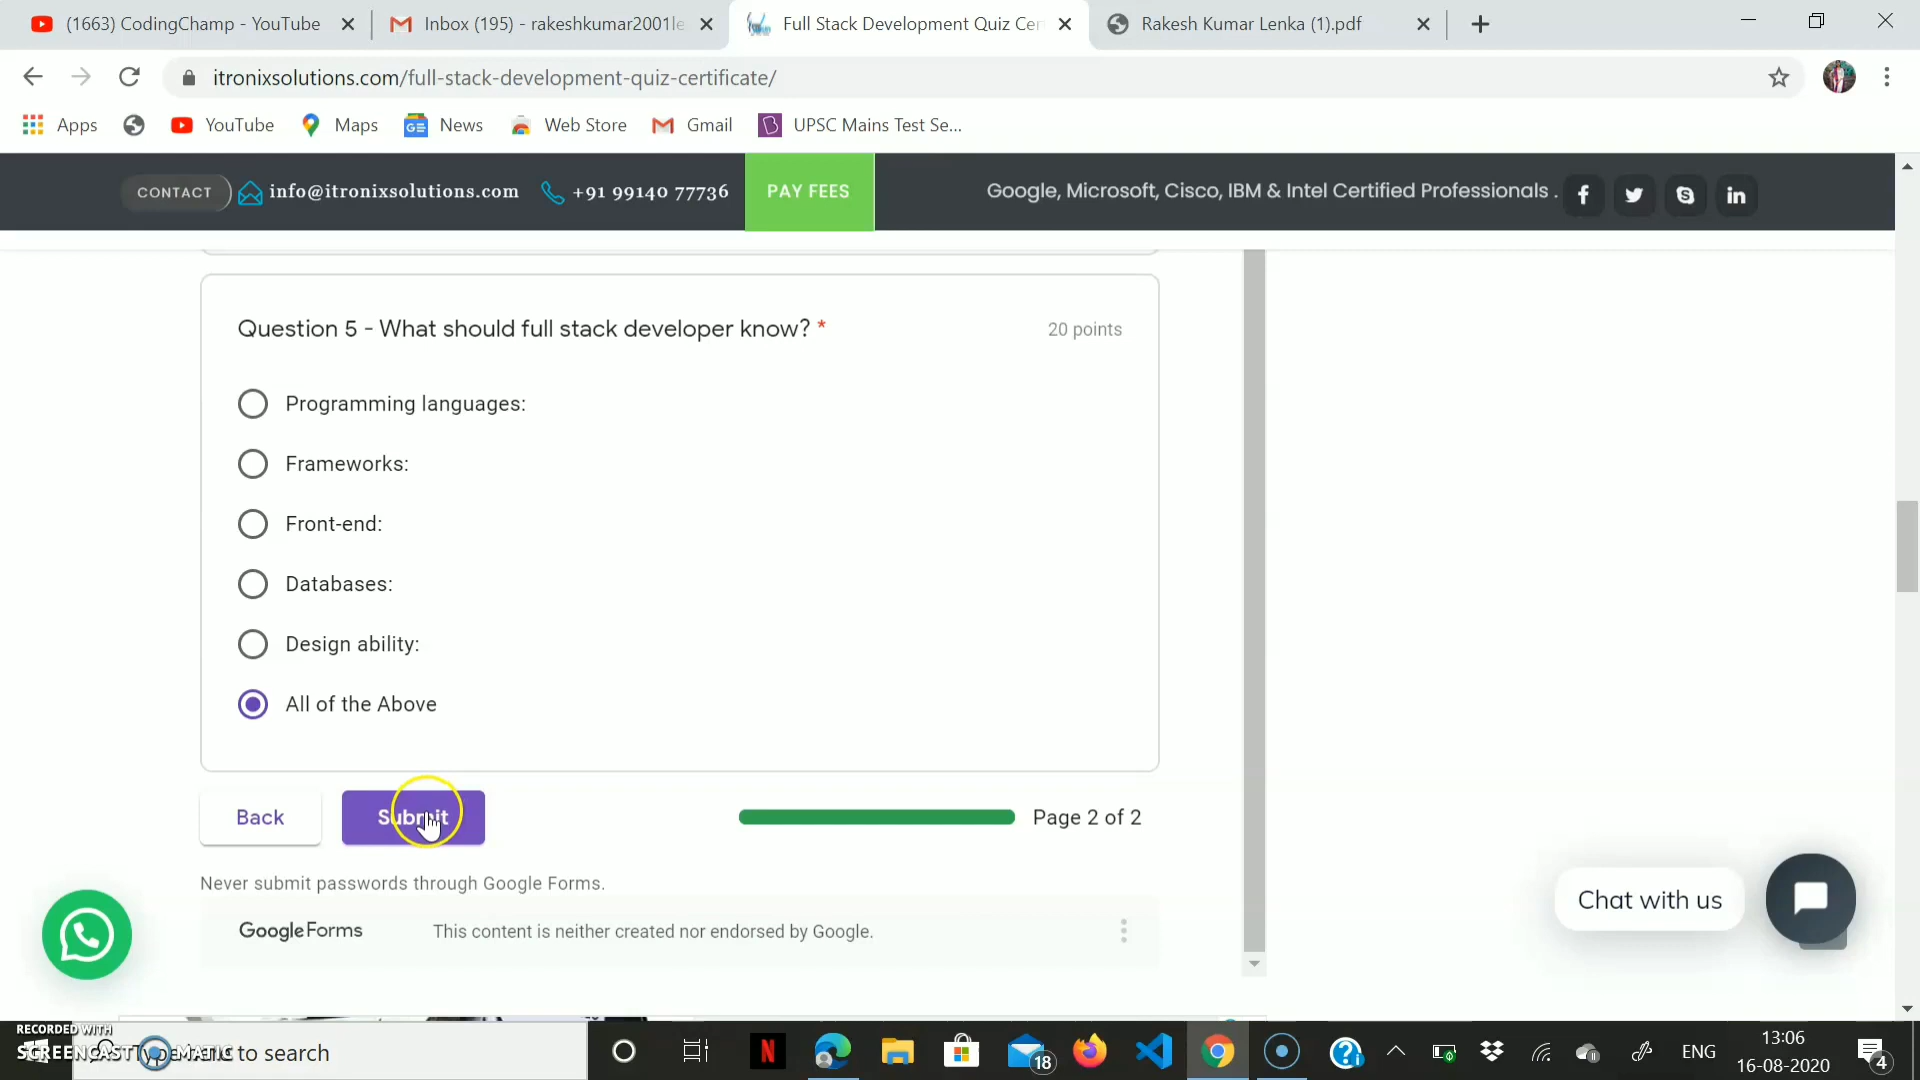 (1663) CodingChamp - YouTube
Inbox (195) - rakeshkumar2001le
Full Stack Development Quiz Cer
Rakesh Kumar Lenka (1).pdf
itronixsolutions.com/full-stack-development-quiz-certificate/
Apps
YouTube
Maps
News
Web Store
Gmail
UPSC Mains Test Se...
CONTACT
info@itronixsolutions.com
+91 99140 77736
PAY FEES
Google, Microsoft, Cisco, IBM & Intel Certified Professionals .
Question 5 - What should full stack developer know? *
20 points
Programming languages:
Frameworks:
Front-end:
Databases:
Design ability:
All of the Above
Back
Submit
Page 2 of 2
Never submit passwords through Google Forms.
Google Forms
This content is neither created nor endorsed by Google.
Chat with us
RECORDED WITH
SCREENCAST MATIC
to search
18
ENG
13:06
16-08-2020
4